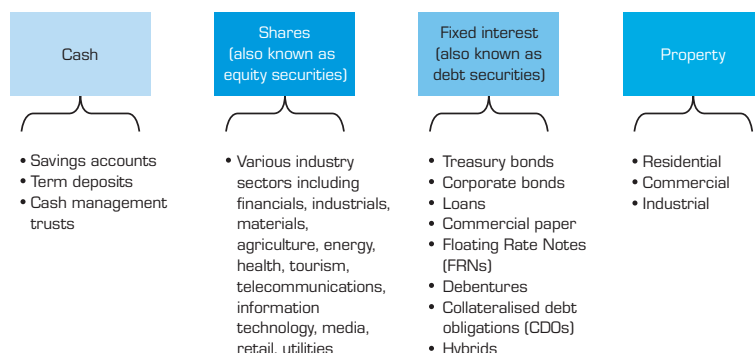 Cash
Shares
(also known as
equity securities)
Fixed interest
(also known as
debt securities)
Property
• Savings accounts
• Term deposits
• Cash management
trusts
• Various industry
sectors including
financials, industrials,
materials,
agriculture, energy,
health, tourism,
telecommunications,
information
technology, media,
retail, utilities
• Treasury bonds
• Corporate bonds
• Loans
• Commercial paper
• Floating Rate Notes
(FRNs)
• Debentures
• Collateralised debt
obligations (CDOs)
• Hybrids
• Residential
• Commercial
• Industrial